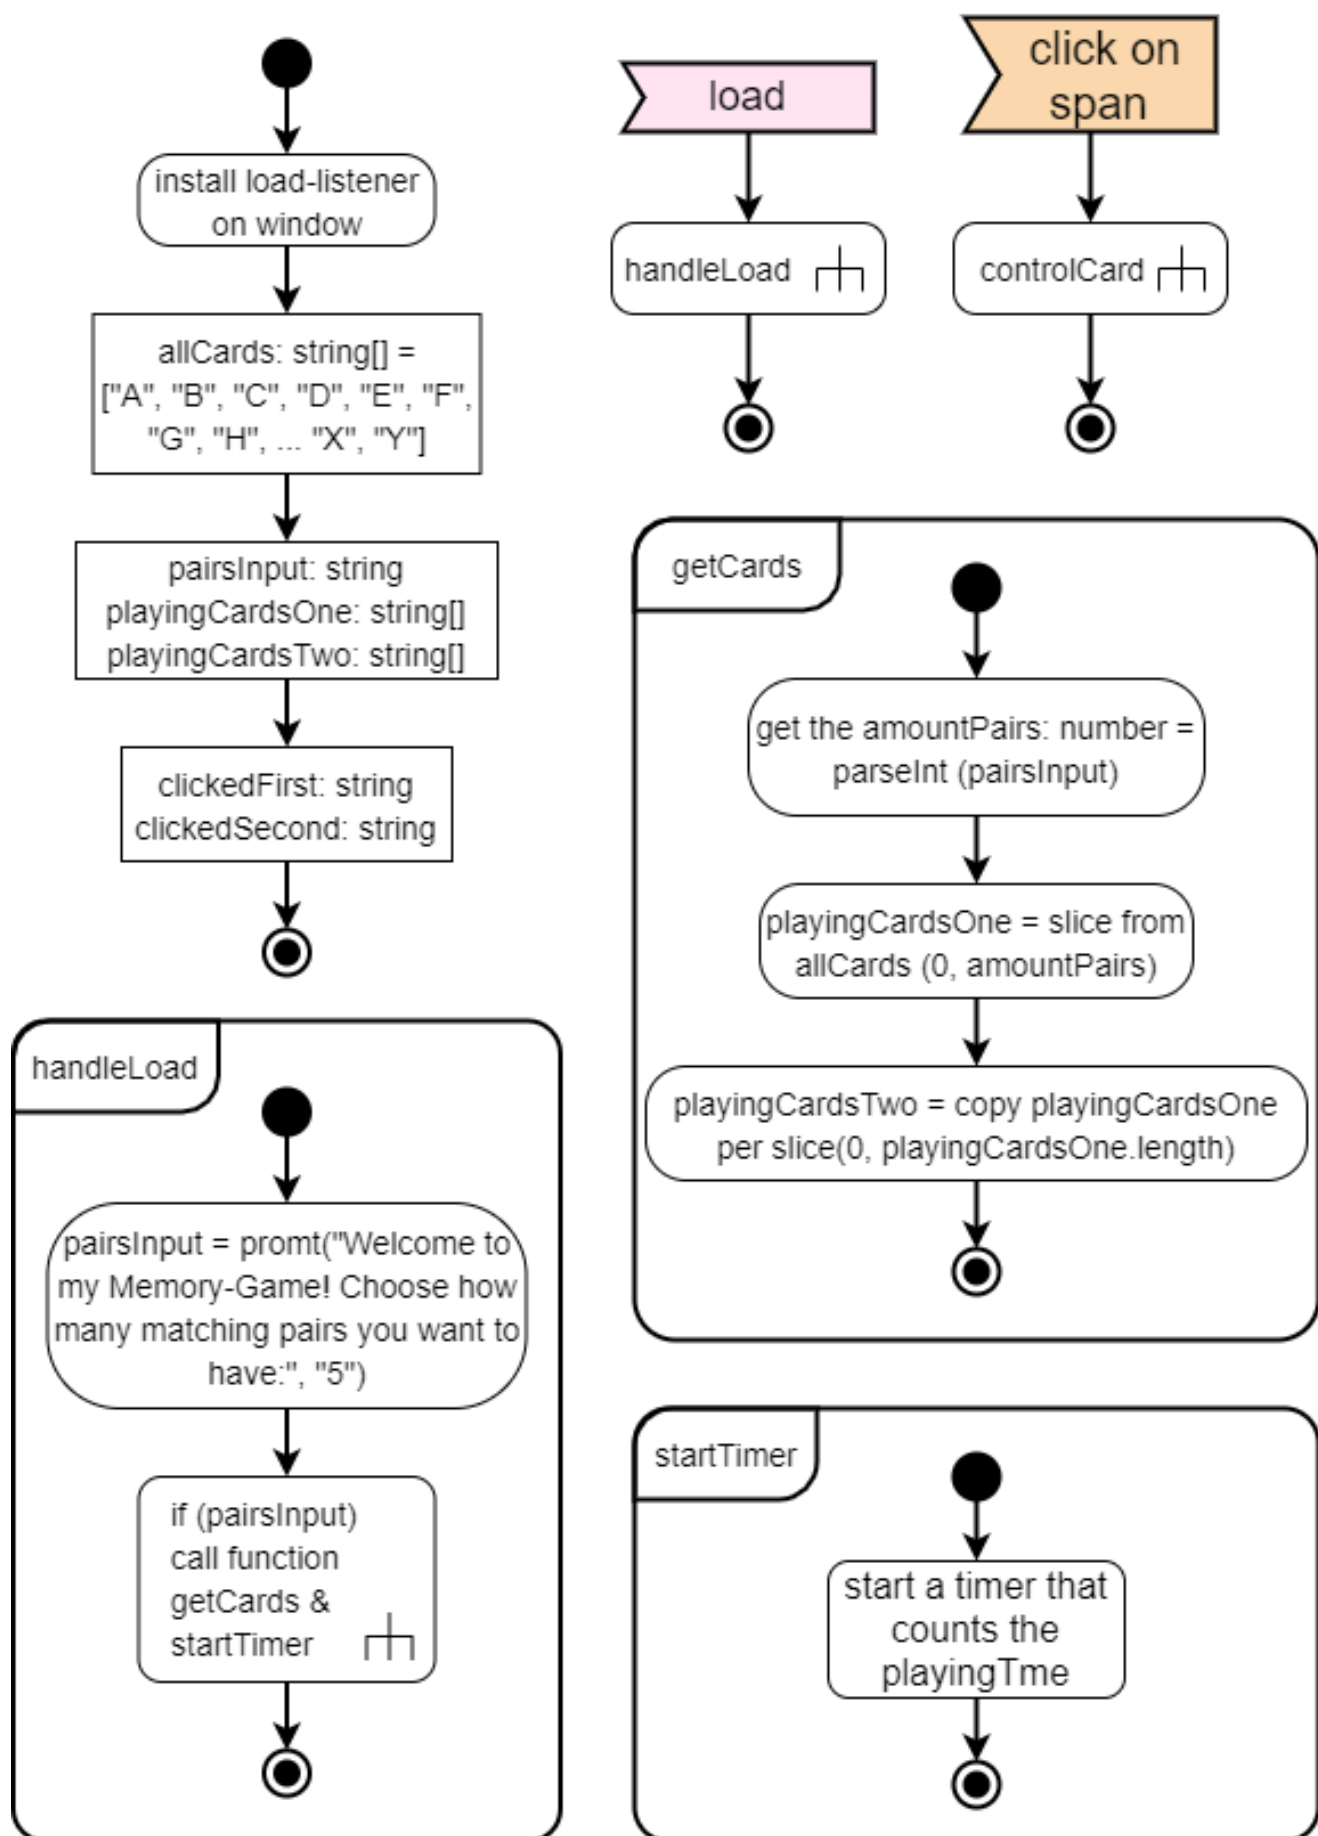 install load-listener
on window
allCards: string[] =
["A", "B", "C", "D", "E", "F",
"G", "H", ... "X", "Y"]
pairsInput: string
playingCardsOne: string[]
playingCardsTwo: string[]
clickedFirst: string
clickedSecond: string
load
handleLoad
click on
span
controlCard
handleLoad
pairsInput = promt("Welcome to
my Memory-Game! Choose how
many matching pairs you want to
have:", "5")
if (pairsInput)
call function
getCards &
startTimer
getCards
get the amountPairs: number =
parseInt (pairsInput)
playingCardsOne = slice from
allCards (0, amountPairs)
playingCardsTwo = copy playingCardsOne
per slice(0, playingCardsOne.length)
startTimer
start a timer that
counts the
playingTme